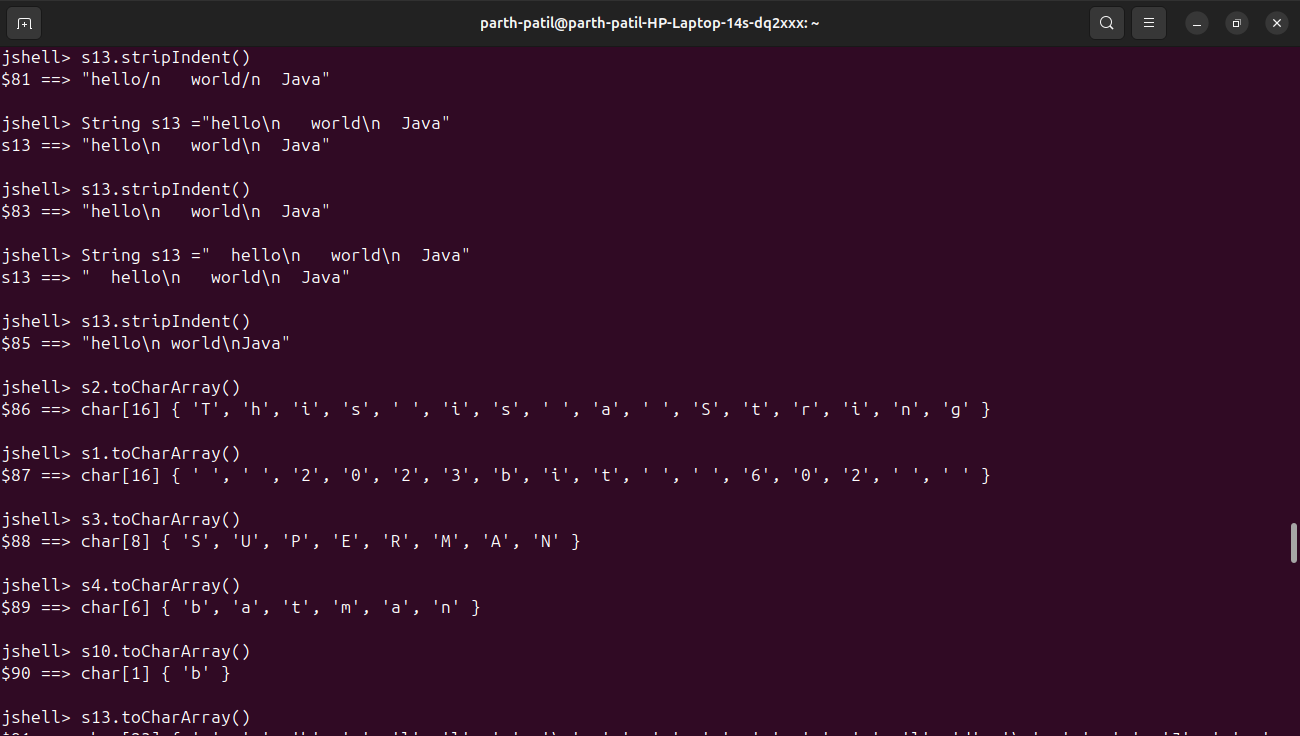 parth-patil@parth-patil-HP-Laptop-14s-dq2xxx: ~
jshell> s13.stripIndent()
$81 ==> "hello/n   world/n  Java"
jshell> String s13 ="hello\n   world\n  Java"
s13 ==> "hello\n   world\n  Java"
jshell> s13.stripIndent()
$83 ==> "hello\n   world\n  Java"
jshell> String s13 ="  hello\n   world\n  Java"
s13 ==> "  hello\n   world\n  Java"
jshell> s13.stripIndent()
$85 ==> "hello\n world\nJava"
jshell> s2.toCharArray()
$86 ==> char[16] { 'T', 'h', 'i', 's', ' ', 'i', 's', ' ', 'a', ' ', 'S', 't', 'r', 'i', 'n', 'g' }
jshell> s1.toCharArray()
$87 ==> char[16] { ' ', ' ', '2', '0', '2', '3', 'b', 'i', 't', ' ', ' ', '6', '0', '2', ' ', ' ' }
jshell> s3.toCharArray()
$88 ==> char[8] { 'S', 'U', 'P', 'E', 'R', 'M', 'A', 'N' }
jshell> s4.toCharArray()
$89 ==> char[6] { 'b', 'a', 't', 'm', 'a', 'n' }
jshell> s10.toCharArray()
$90 ==> char[1] { 'b' }
jshell> s13.toCharArray()